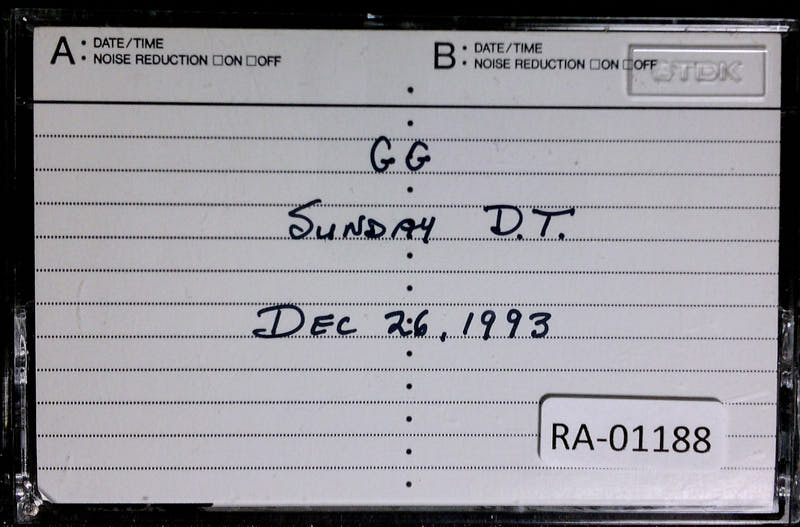 A • DATE/TIME
• NOISE REDUCTION □ON □OFF
B • DATE/TIME
• NOISE REDUCTION □ON □OFF
TDK
GG
SUNDAY D.T.
DEC 26, 1993
RA-01188